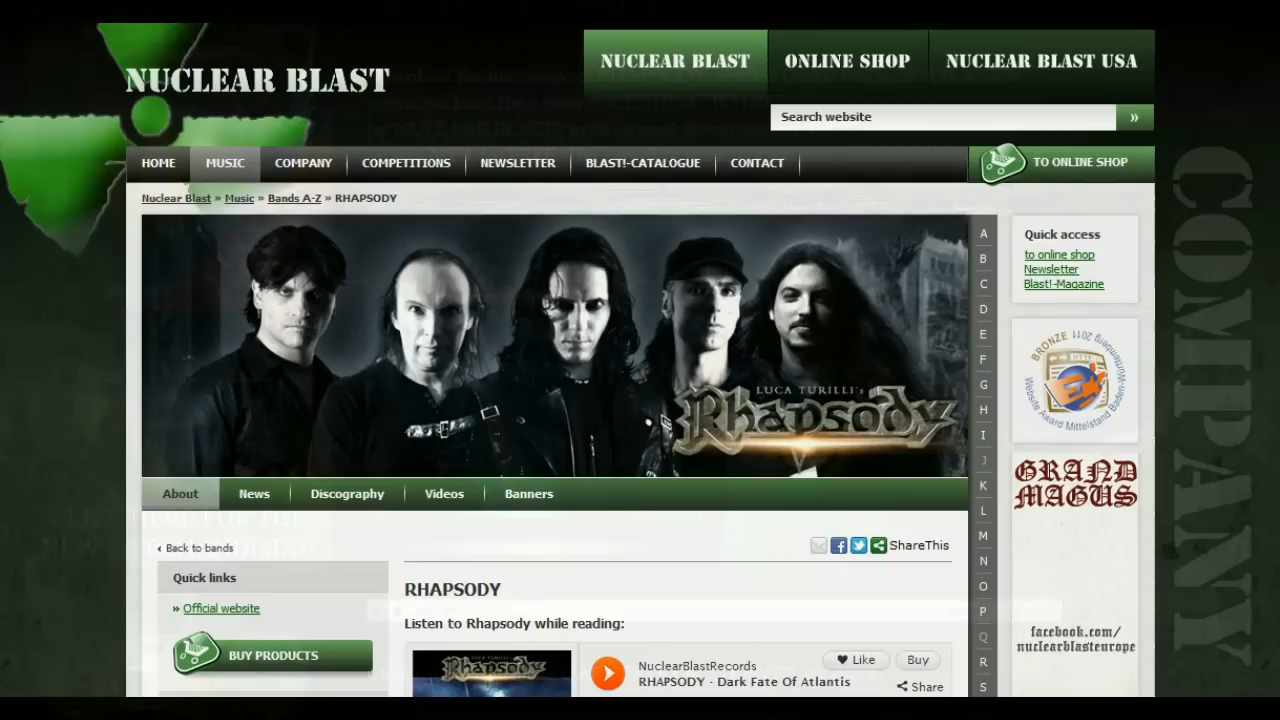 NUCLEAR BLAST
NUCLEAR BLAST ONLINE SHOP NUCLEAR BLAST USA
Search website »
HOME MUSIC COMPANY COMPETITIONS NEWSLETTER BLAST!-CATALOGUE CONTACT
TO ONLINE SHOP
Nuclear Blast » Music » Bands A-Z » RHAPSODY
LUCA TURILLI's
Rhapsody
A
B
C
D
E
F
G
H
I
J
K
L
M
N
O
P
Q
R
S
Quick access
to online shop
Newsletter
Blast!-Magazine
BRONZE 2011
Website Award Mittelstand Baden-Württemberg
GRAND
MAGUS
facebook.com/
nuclearblasteurope
COMPANY
About News Discography Videos Banners
‹ Back to bands
ShareThis
Quick links
» Official website
BUY PRODUCTS
RHAPSODY
Listen to Rhapsody while reading:
LUCA TURILLI's
Rhapsody
NuclearBlastRecords
RHAPSODY - Dark Fate Of Atlantis
Like Buy
Share